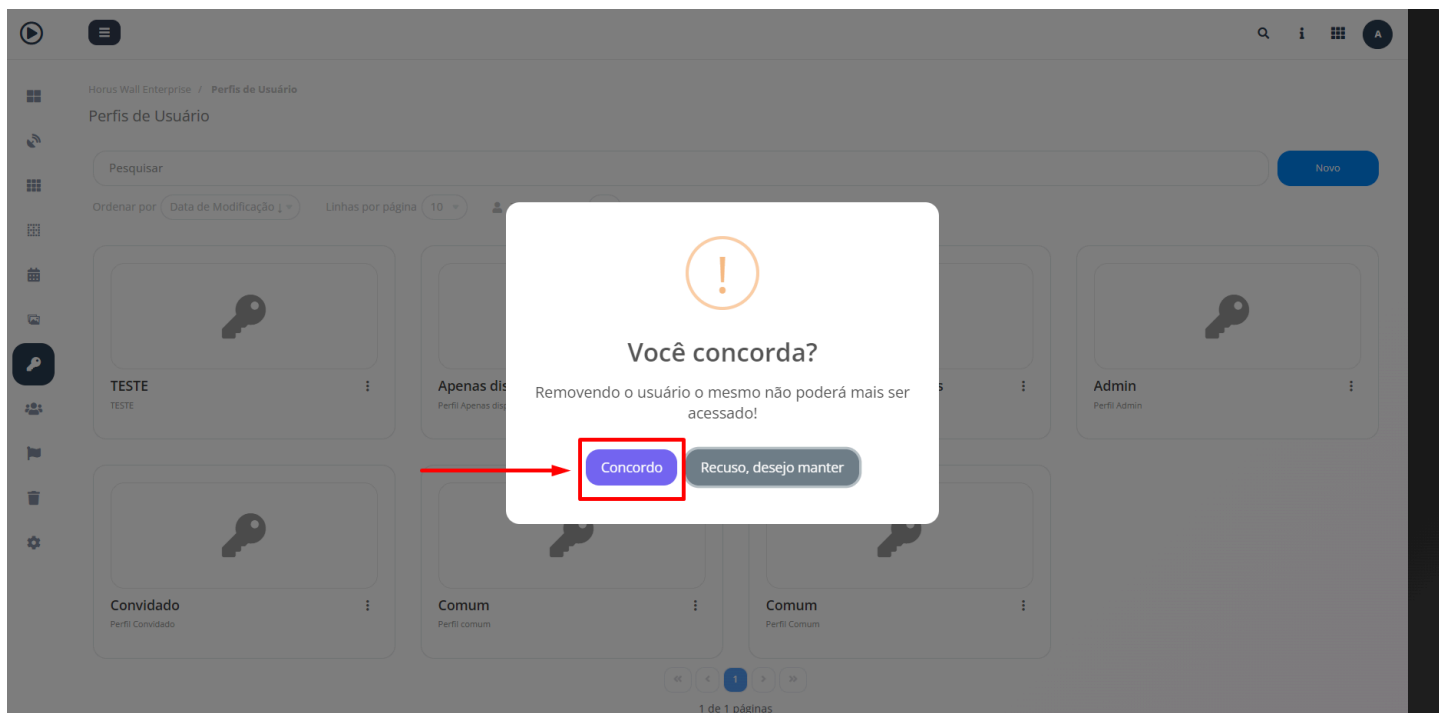 A
Horus Wall Enterprise / Perfis de Usuário
Perfis de Usuário
Pesquisar
Novo
Ordenar por Data de Modificação Linhas por página 10
Você concorda?
Removendo o usuário o mesmo não poderá mais ser
acessado!
Concordo Recuso, desejo manter
TESTE
TESTE
Apenas
Perfil Apenas
Admin
Perfil Admin
Convidado
Perfil Convidado
Comum
Perfil comum
Comum
Perfil Comum
« < 1 > »
1 de 1 páginas